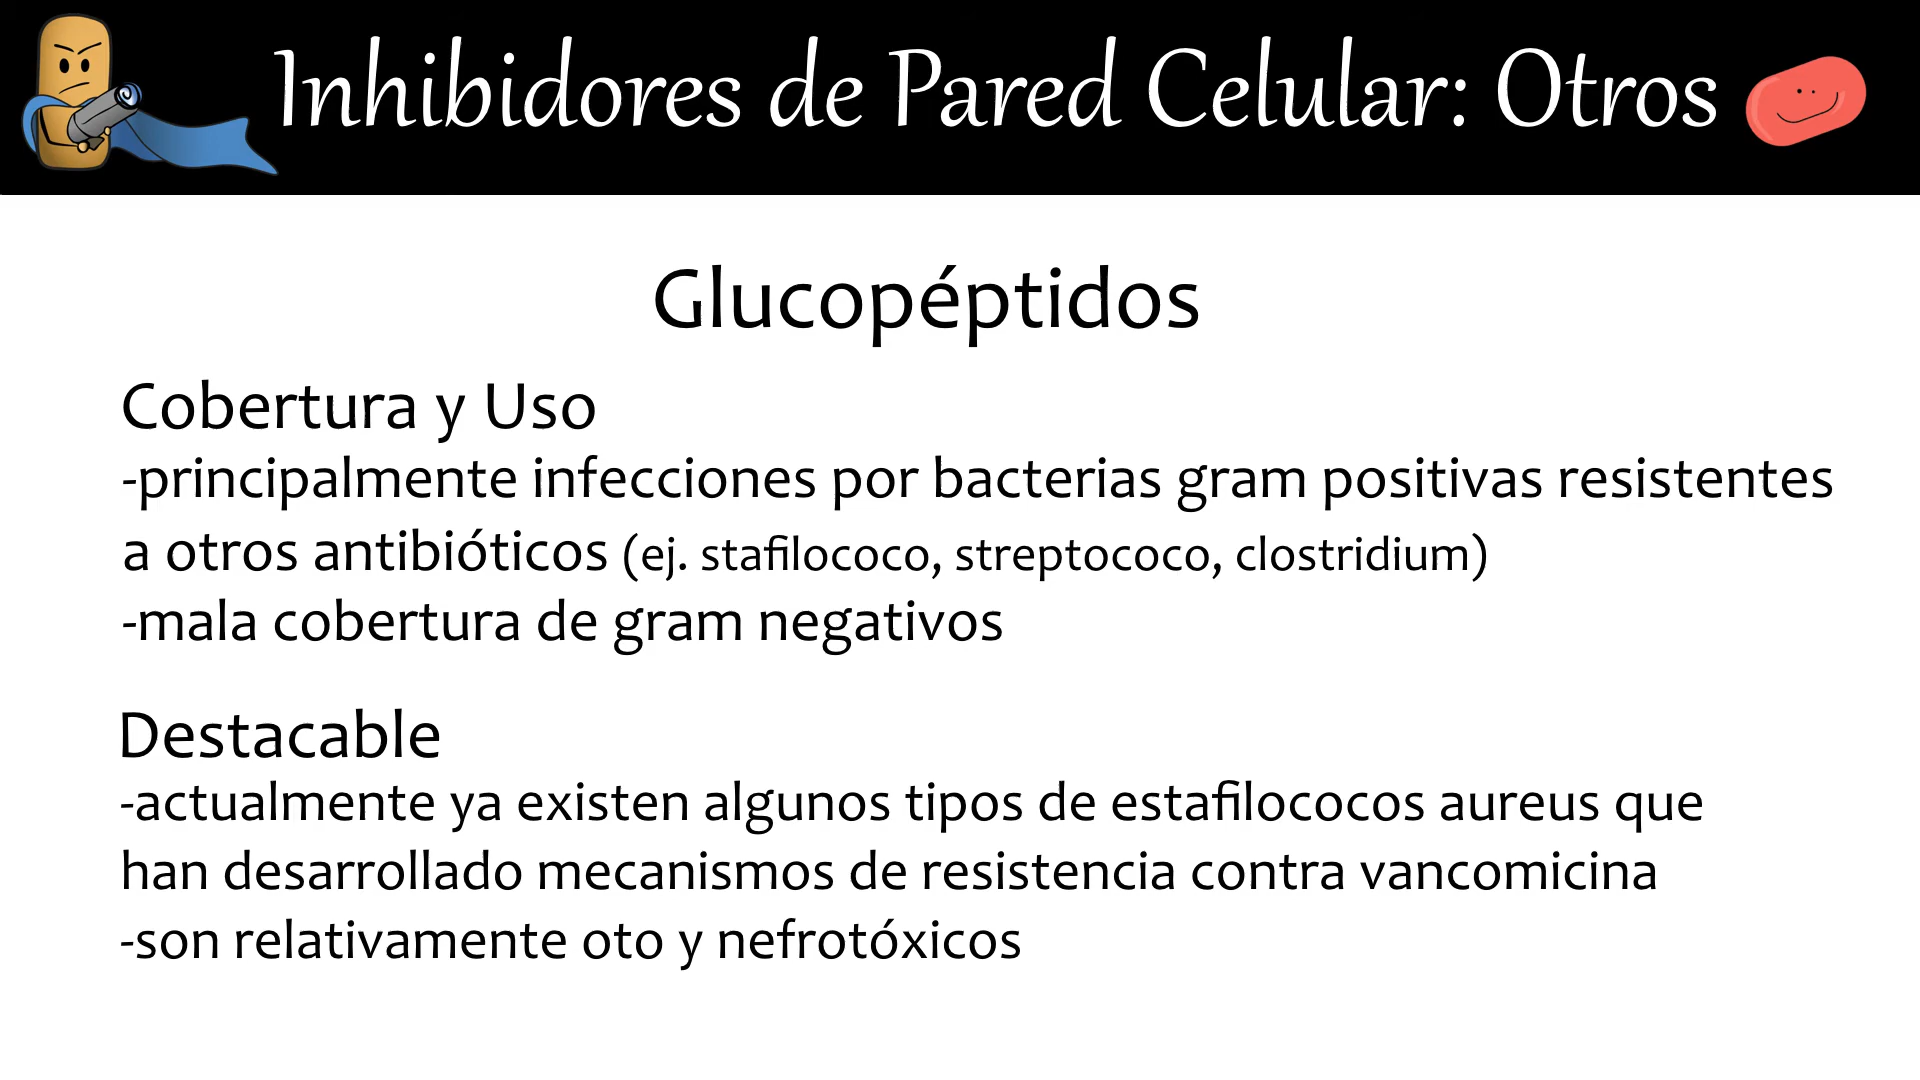 Inhibidores de Pared Celular: Otros
Glucopéptidos
Cobertura y Uso
-principalmente infecciones por bacterias gram positivas resistentes
a otros antibióticos (ej. stafilococo, streptococo, clostridium)
-mala cobertura de gram negativos
Destacable
-actualmente ya existen algunos tipos de estafilococos aureus que
han desarrollado mecanismos de resistencia contra vancomicina
-son relativamente oto y nefrotóxicos